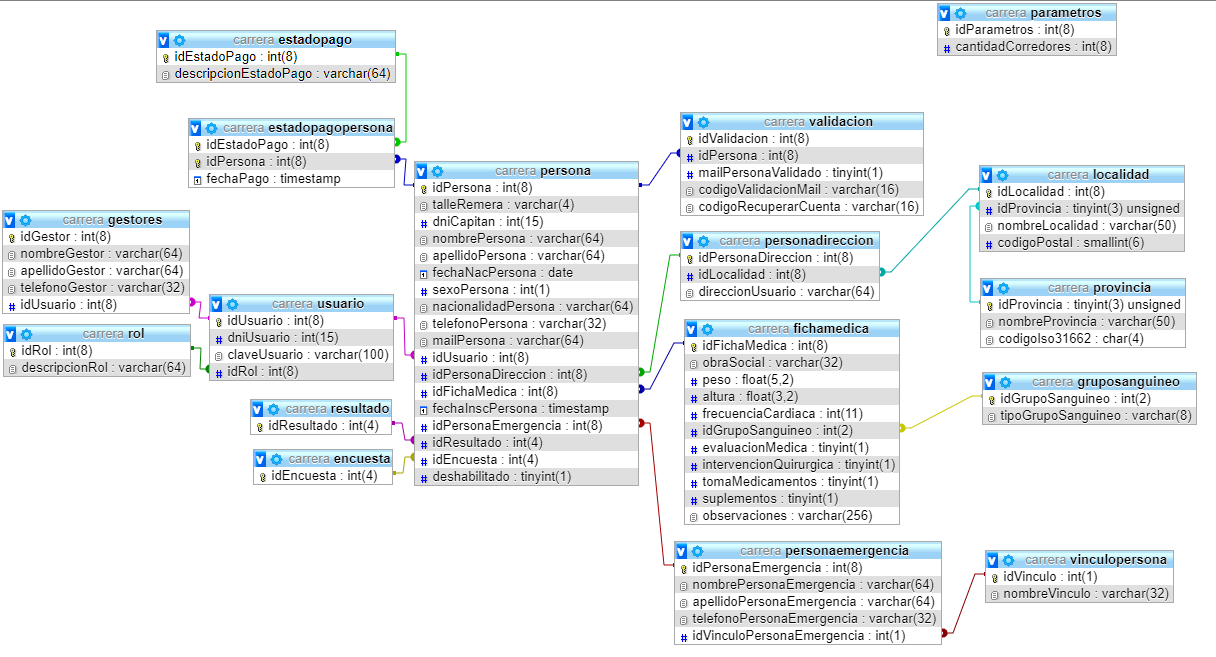 carrera parametros
idParametros : int(8)
cantidadCorredores : int(8)
carrera estadopago
idEstadoPago : int(8)
descripcionEstadoPago : varchar(64)
carrera estadopagopersona
idEstadoPago : int(8)
idPersona : int(8)
fechaPago : timestamp
carrera gestores
idGestor : int(8)
nombreGestor : varchar(64)
apellidoGestor : varchar(64)
telefonoGestor : varchar(32)
idUsuario : int(8)
carrera rol
idRol : int(8)
descripcionRol : varchar(64)
carrera usuario
idUsuario : int(8)
dniUsuario : int(15)
claveUsuario : varchar(100)
idRol : int(8)
carrera resultado
idResultado : int(4)
carrera encuesta
idEncuesta : int(4)
carrera persona
idPersona : int(8)
talleRemera : varchar(4)
dniCapitan : int(15)
nombrePersona : varchar(64)
apellidoPersona : varchar(64)
fechaNacPersona : date
sexoPersona : int(1)
nacionalidadPersona : varchar(64)
telefonoPersona : varchar(32)
mailPersona : varchar(64)
idUsuario : int(8)
idPersonaDireccion : int(8)
idFichaMedica : int(8)
fechaInscPersona : timestamp
idPersonaEmergencia : int(8)
idResultado : int(4)
idEncuesta : int(4)
deshabilitado : tinyint(1)
carrera validacion
idValidacion : int(8)
idPersona : int(8)
mailPersonaValidado : tinyint(1)
codigoValidacionMail : varchar(16)
codigoRecuperarCuenta : varchar(16)
carrera personadireccion
idPersonaDireccion : int(8)
idLocalidad : int(8)
direccionUsuario : varchar(64)
carrera fichamedica
idFichaMedica : int(8)
obraSocial : varchar(32)
peso : float(5,2)
altura : float(3,2)
frecuenciaCardiaca : int(11)
idGrupoSanguineo : int(2)
evaluacionMedica : tinyint(1)
intervencionQuirurgica : tinyint(1)
tomaMedicamentos : tinyint(1)
suplementos : tinyint(1)
observaciones : varchar(256)
carrera personaemergencia
idPersonaEmergencia : int(8)
nombrePersonaEmergencia : varchar(64)
apellidoPersonaEmergencia : varchar(64)
telefonoPersonaEmergencia : varchar(32)
idVinculoPersonaEmergencia : int(1)
carrera localidad
idLocalidad : int(8)
idProvincia : tinyint(3) unsigned
nombreLocalidad : varchar(50)
codigoPostal : smallint(6)
carrera provincia
idProvincia : tinyint(3) unsigned
nombreProvincia : varchar(50)
codigoIso31662 : char(4)
carrera gruposanguineo
idGrupoSanguineo : int(2)
tipoGrupoSanguineo : varchar(8)
carrera vinculopersona
idVinculo : int(1)
nombreVinculo : varchar(32)